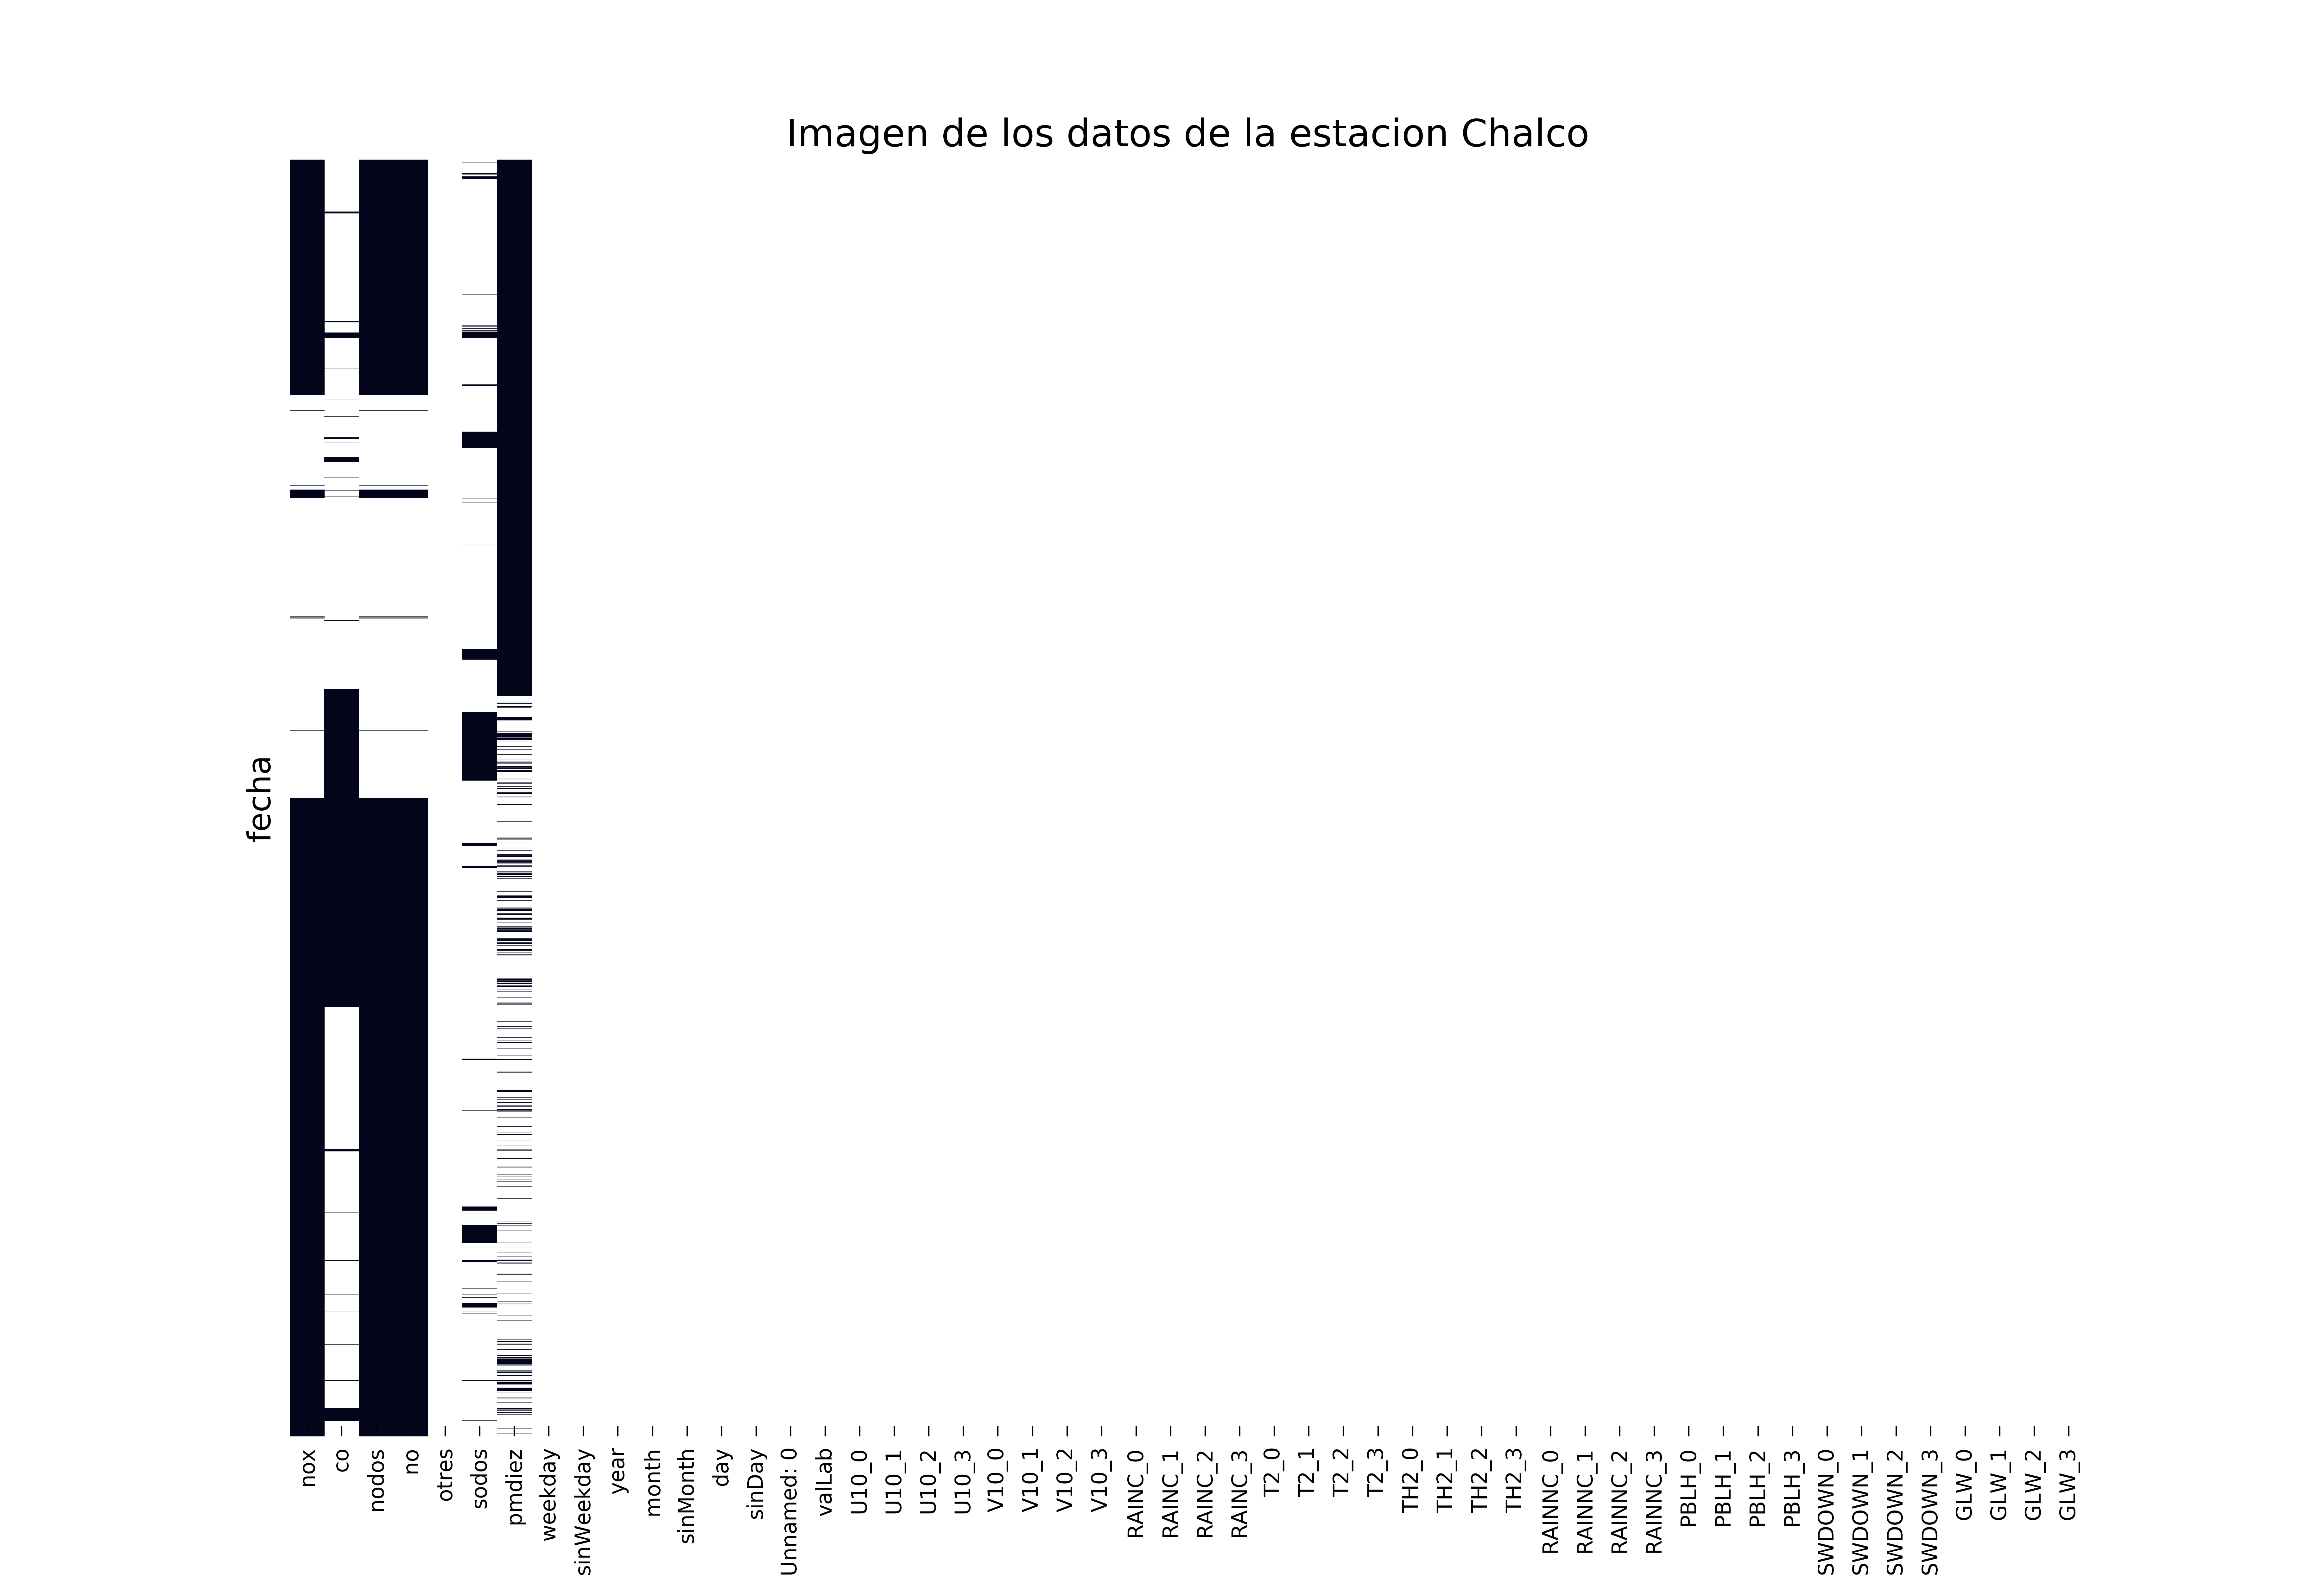 Imagen de los datos de la estacion Chalco
fecha
nox
co
nodos
no
otres
sodos
pmdiez
weekday
sinWeekday
year
month
sinMonth
day
sinDay
Unnamed: 0
valLab
U10_0
U10_1
U10_2
U10_3
V10_0
V10_1
V10_2
V10_3
RAINC_0
RAINC_1
RAINC_2
RAINC_3
T2_0
T2_1
T2_2
T2_3
TH2_0
TH2_1
TH2_2
TH2_3
RAINNC_0
RAINNC_1
RAINNC_2
RAINNC_3
PBLH_0
PBLH_1
PBLH_2
PBLH_3
SWDOWN_0
SWDOWN_1
SWDOWN_2
SWDOWN_3
GLW_0
GLW_1
GLW_2
GLW_3